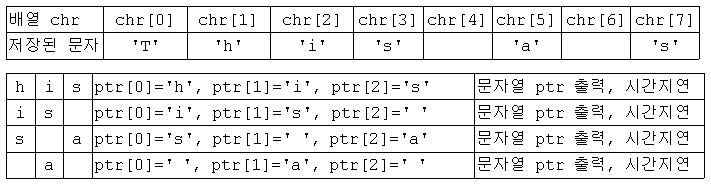 배열 chr chr[0] chr[1] chr[2] chr[3] chr[4] chr[5] chr[6] chr[7]
저장된 문자 'T' 'h' 'i' 's' 'a' 's'
h i s ptr[0]='h', ptr[1]='i', ptr[2]='s' 문자열 ptr 출력, 시간지연
i s ptr[0]='i', ptr[1]='s', ptr[2]=' ' 문자열 ptr 출력, 시간지연
s a ptr[0]='s', ptr[1]=' ', ptr[2]='a' 문자열 ptr 출력, 시간지연
a ptr[0]=' ', ptr[1]='a', ptr[2]=' ' 문자열 ptr 출력, 시간지연